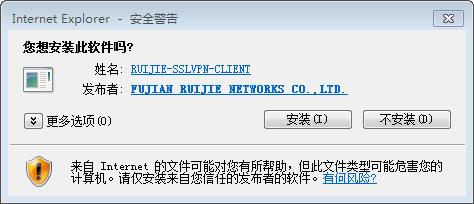 Internet Explorer - 安全警告
您想安装此软件吗?
姓名: RUIJIE-SSLVPN-CLIENT
发布者: FUJIAN RUIJIE NETWORKS CO.,LTD.
更多选项(O) 安装(I) 不安装(D)
来自 Internet 的文件可能对您有所帮助，但此文件类型可能危害您的
计算机。请仅安装来自您信任的发布者的软件。有何风险?